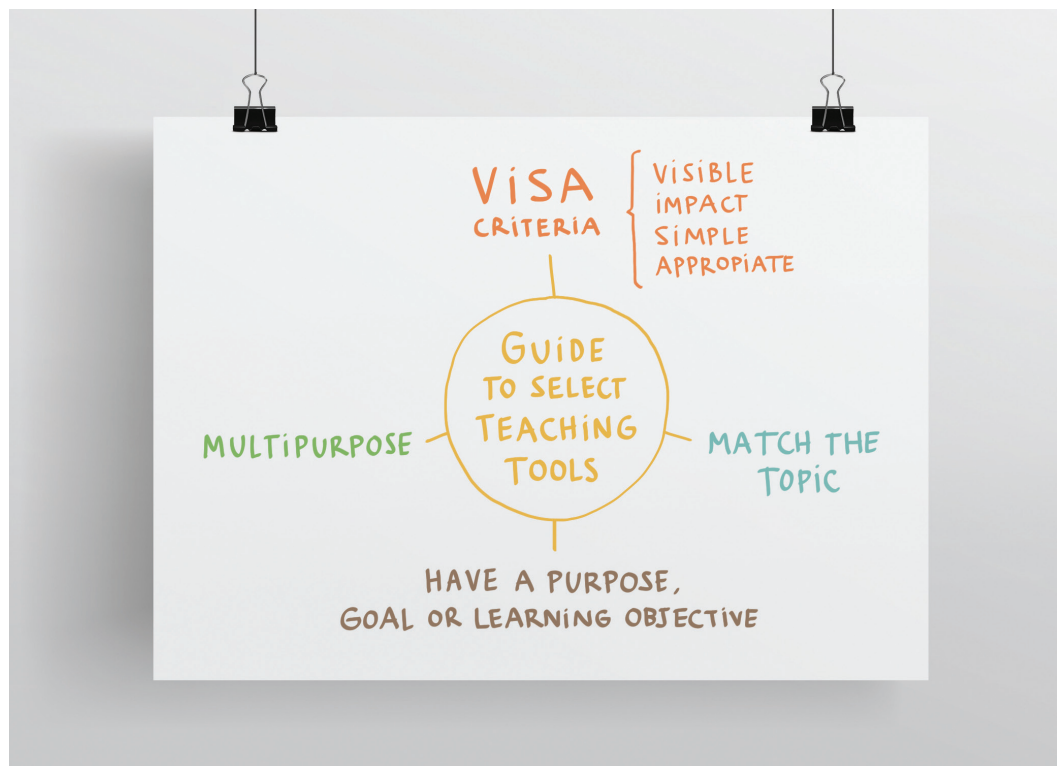 ViSA
CRiTERiA
ViSiBLE
iMPACT
SiMPLE
APPROPiATE
GUiDE
TO SELECT
TEACHiNG
TOOLS
MULTiPURPOSE
MATCH THE
TOPiC
HAVE A PURPOSE,
GOAL OR LEARNiNG OBJECTIVE